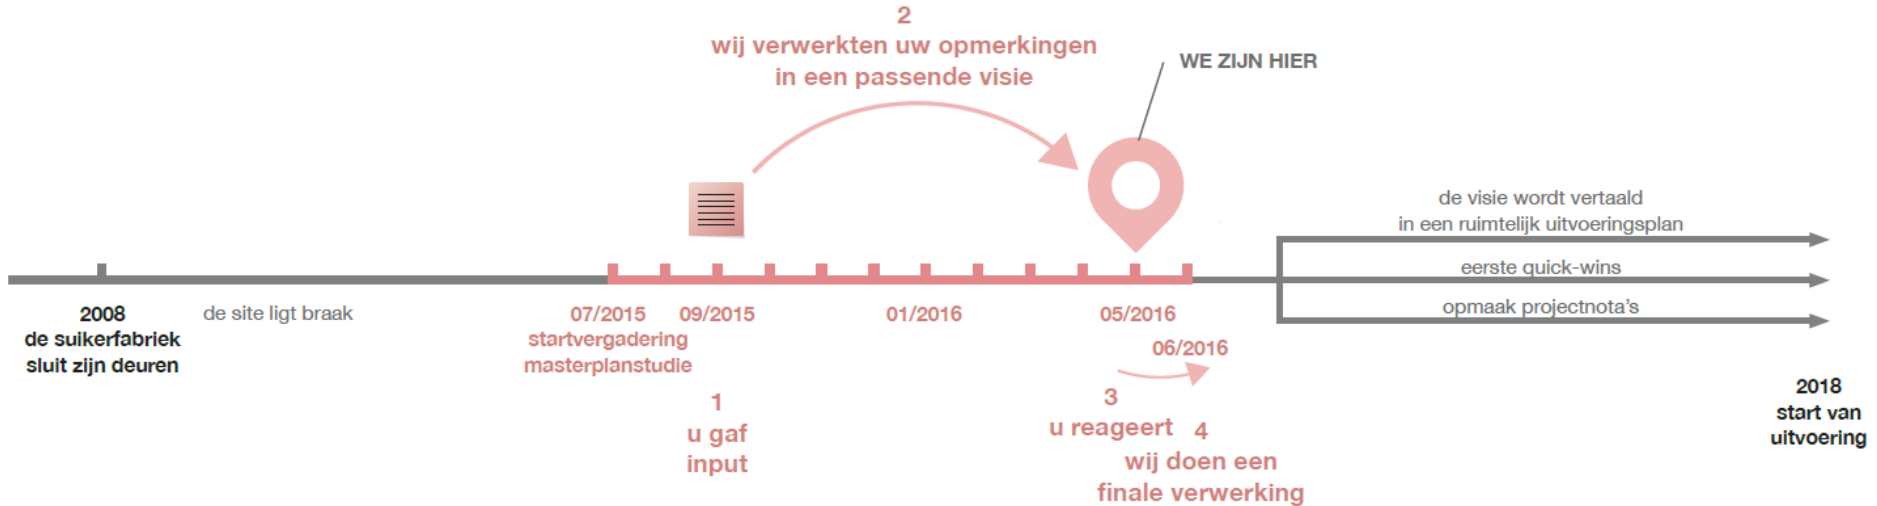 2
wij verwerkten uw opmerkingen
in een passende visie
WE ZIJN HIER
de visie wordt vertaald
in een ruimtelijk uitvoeringsplan
eerste quick-wins
opmaak projectnota's
2008
de suikerfabriek
sluit zijn deuren
de site ligt braak
07/2015
startvergadering
masterplanstudie
09/2015
01/2016
05/2016
06/2016
1
u gaf
input
3
u reageert
4
wij doen een
finale verwerking
2018
start van
uitvoering